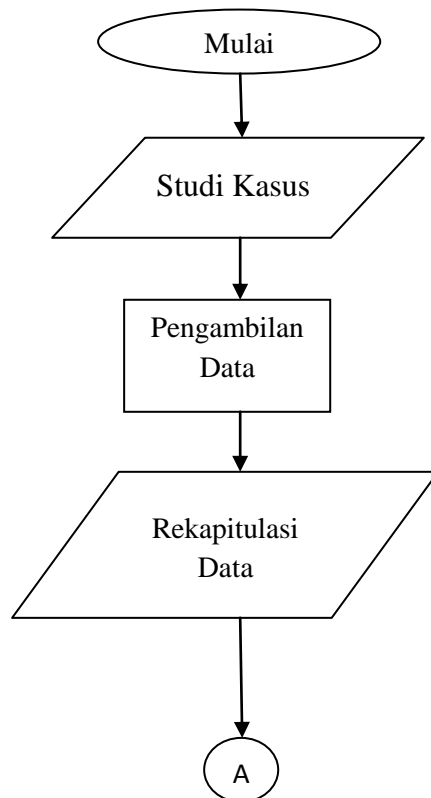 Mulai
Studi Kasus
Pengambilan
Data
Rekapitulasi
Data
A